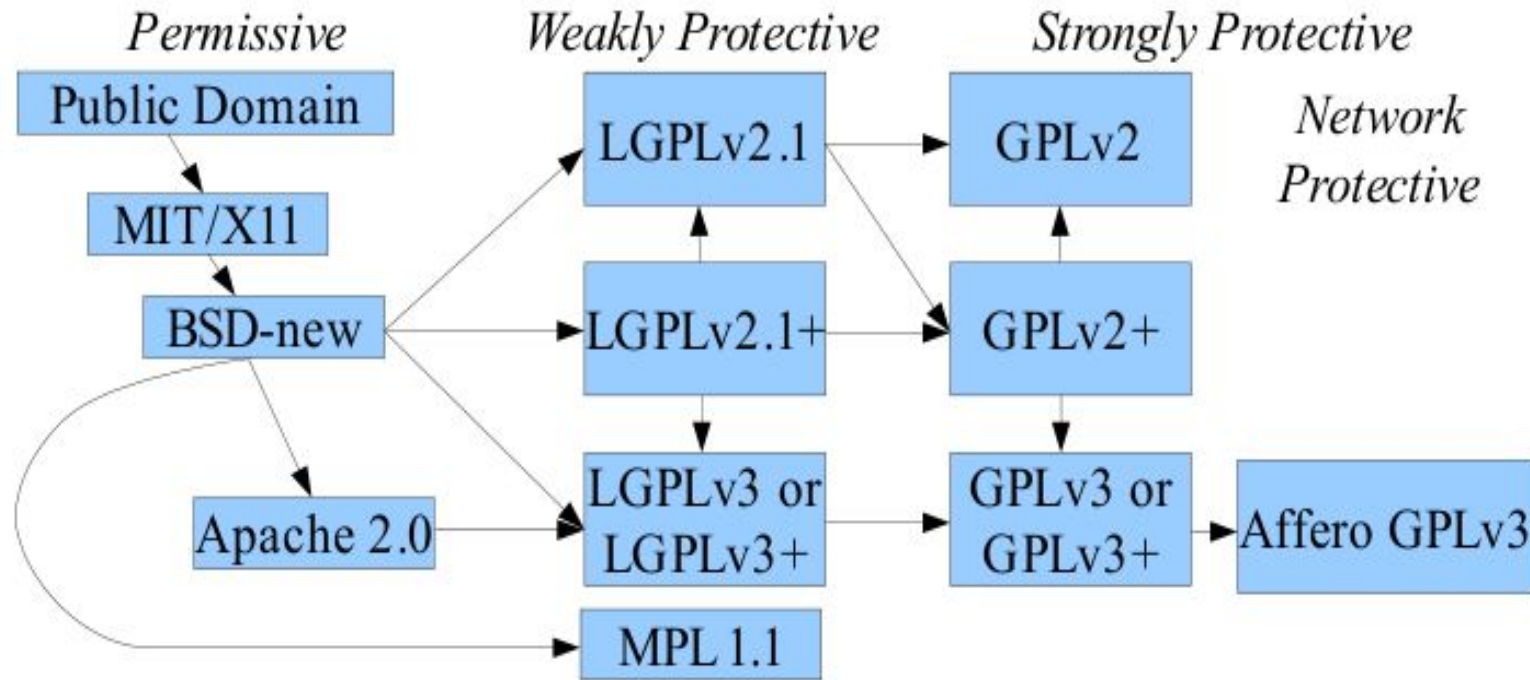 Permissive
Weakly Protective
Strongly Protective
Public Domain
LGPLv2.1
GPLv2
Network
Protective
MIT/X11
BSD-new
LGPLv2.1+
GPLv2+
Apache 2.0
LGPLv3 or
LGPLv3+
GPLv3 or
GPLv3+
Affero GPLv3
MPL 1.1